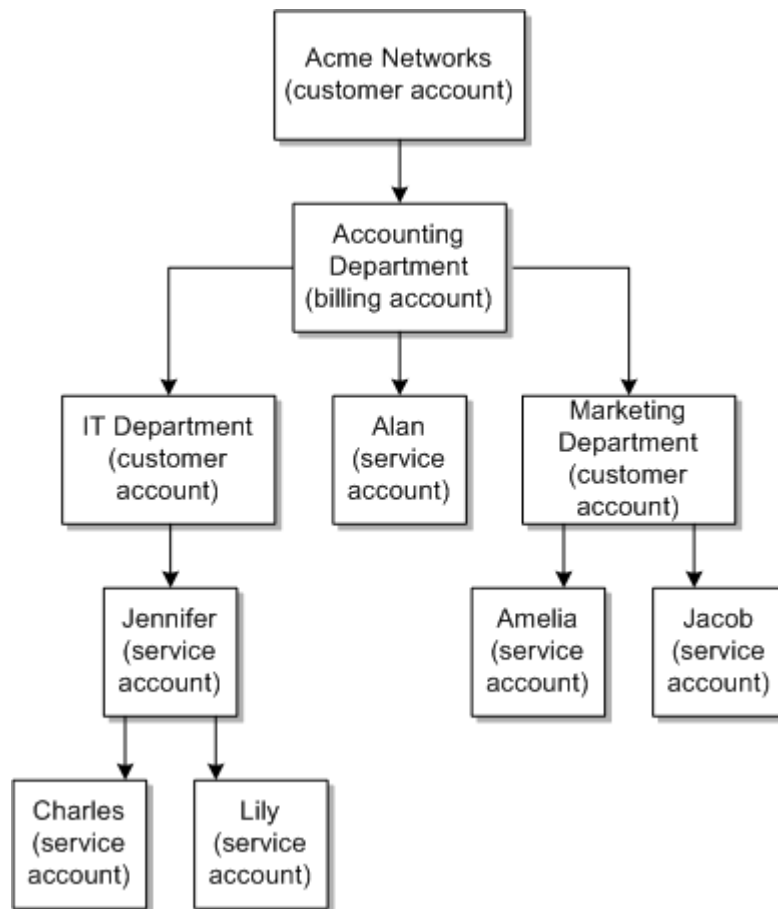 Acme Networks
(customer account)
Accounting
Department
(billing account)
IT Department
(customer
account)
Alan
(service
account)
Marketing
Department
(customer
account)
Jennifer
(service
account)
Amelia
(service
account)
Jacob
(service
account)
Charles
(service
account)
Lily
(service
account)